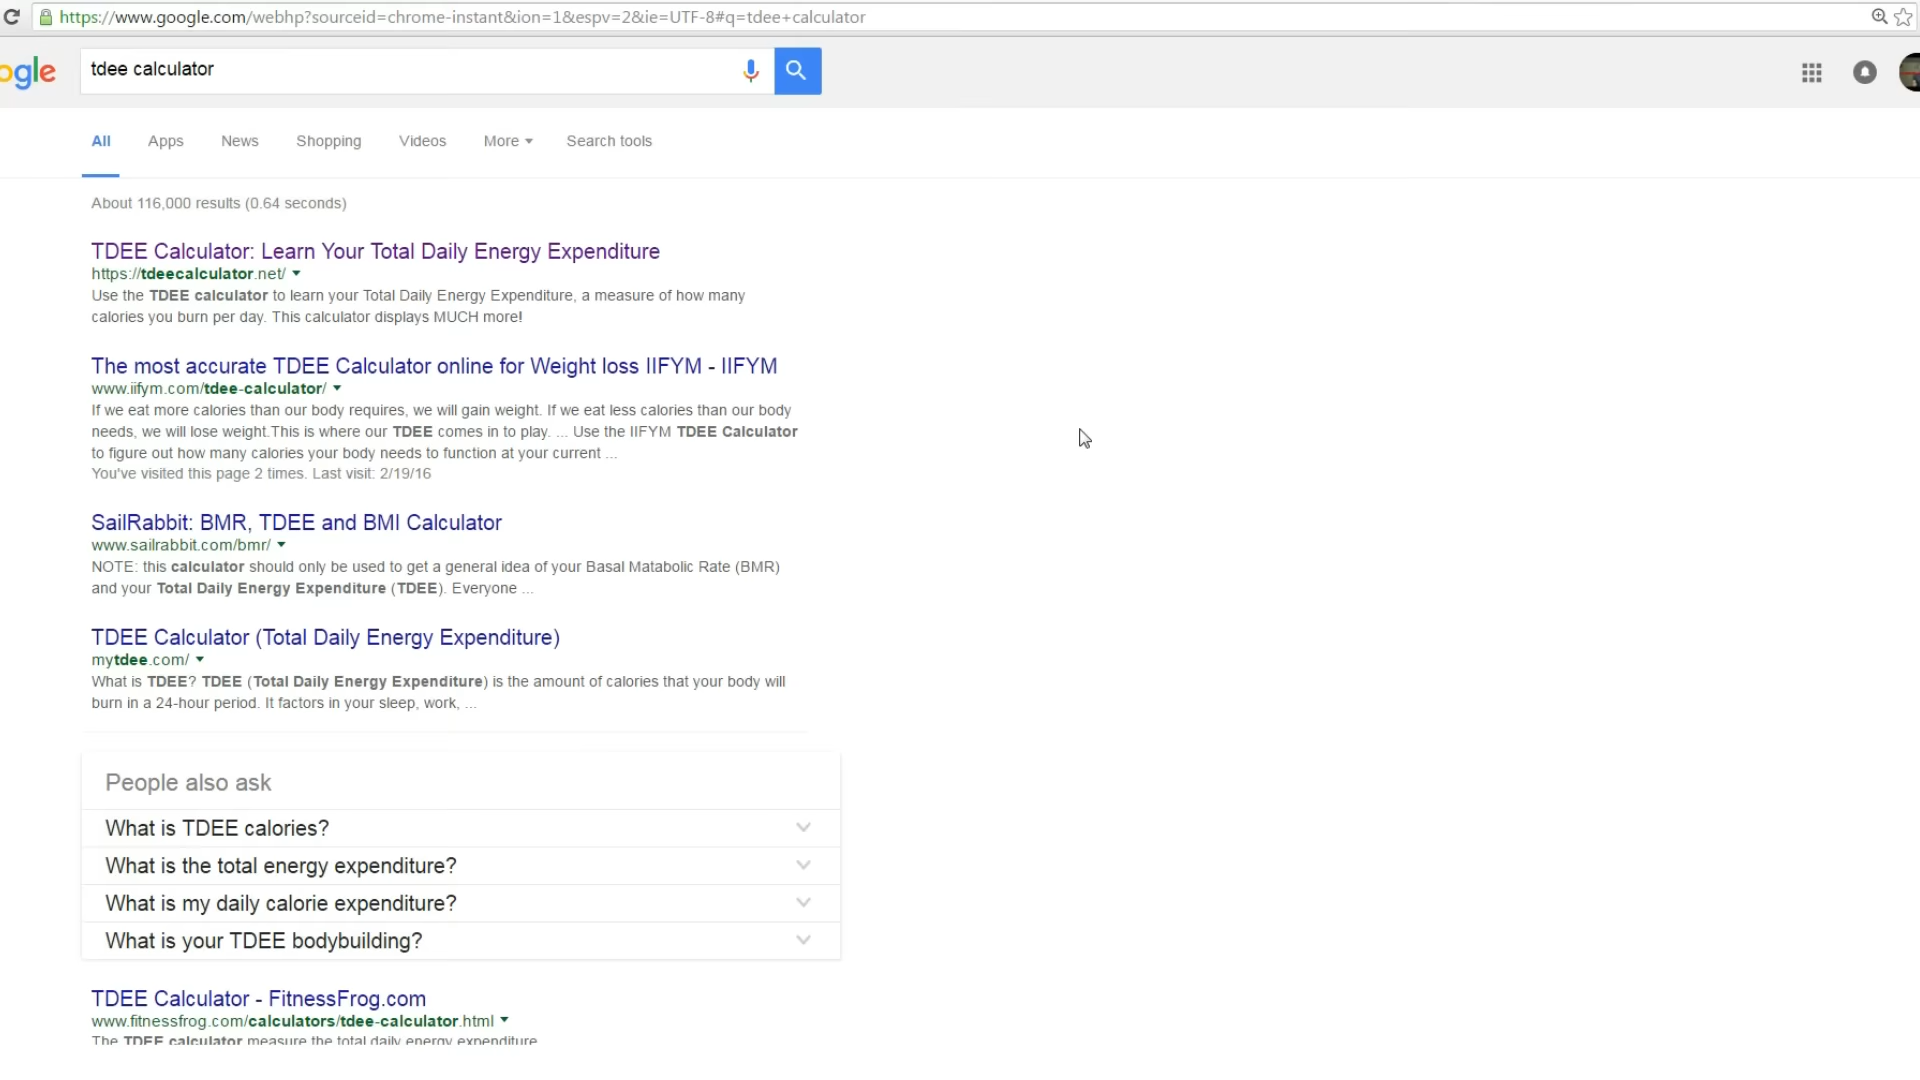 https://www.google.com/webhp?sourceid=chrome-instant&ion=1&espv=2&ie=UTF-8#q=tdee+calculator
ogle
tdee calculator
All Apps News Shopping Videos More Search tools
About 116,000 results (0.64 seconds)
TDEE Calculator: Learn Your Total Daily Energy Expenditure
https://tdeecalculator.net/
Use the TDEE calculator to learn your Total Daily Energy Expenditure, a measure of how many
calories you burn per day. This calculator displays MUCH more!
The most accurate TDEE Calculator online for Weight loss IIFYM - IIFYM
www.iifym.com/tdee-calculator/
If we eat more calories than our body requires, we will gain weight. If we eat less calories than our body
needs, we will lose weight.This is where our TDEE comes in to play. ... Use the IIFYM TDEE Calculator
to figure out how many calories your body needs to function at your current ...
You've visited this page 2 times. Last visit: 2/19/16
SailRabbit: BMR, TDEE and BMI Calculator
www.sailrabbit.com/bmr/
NOTE: this calculator should only be used to get a general idea of your Basal Matabolic Rate (BMR)
and your Total Daily Energy Expenditure (TDEE). Everyone ...
TDEE Calculator (Total Daily Energy Expenditure)
mytdee.com/
What is TDEE? TDEE (Total Daily Energy Expenditure) is the amount of calories that your body will
burn in a 24-hour period. It factors in your sleep, work, ...
People also ask
What is TDEE calories?
What is the total energy expenditure?
What is my daily calorie expenditure?
What is your TDEE bodybuilding?
TDEE Calculator - FitnessFrog.com
www.fitnessfrog.com/calculators/tdee-calculator.html
The TDEE calculator measure the total daily energy expenditure